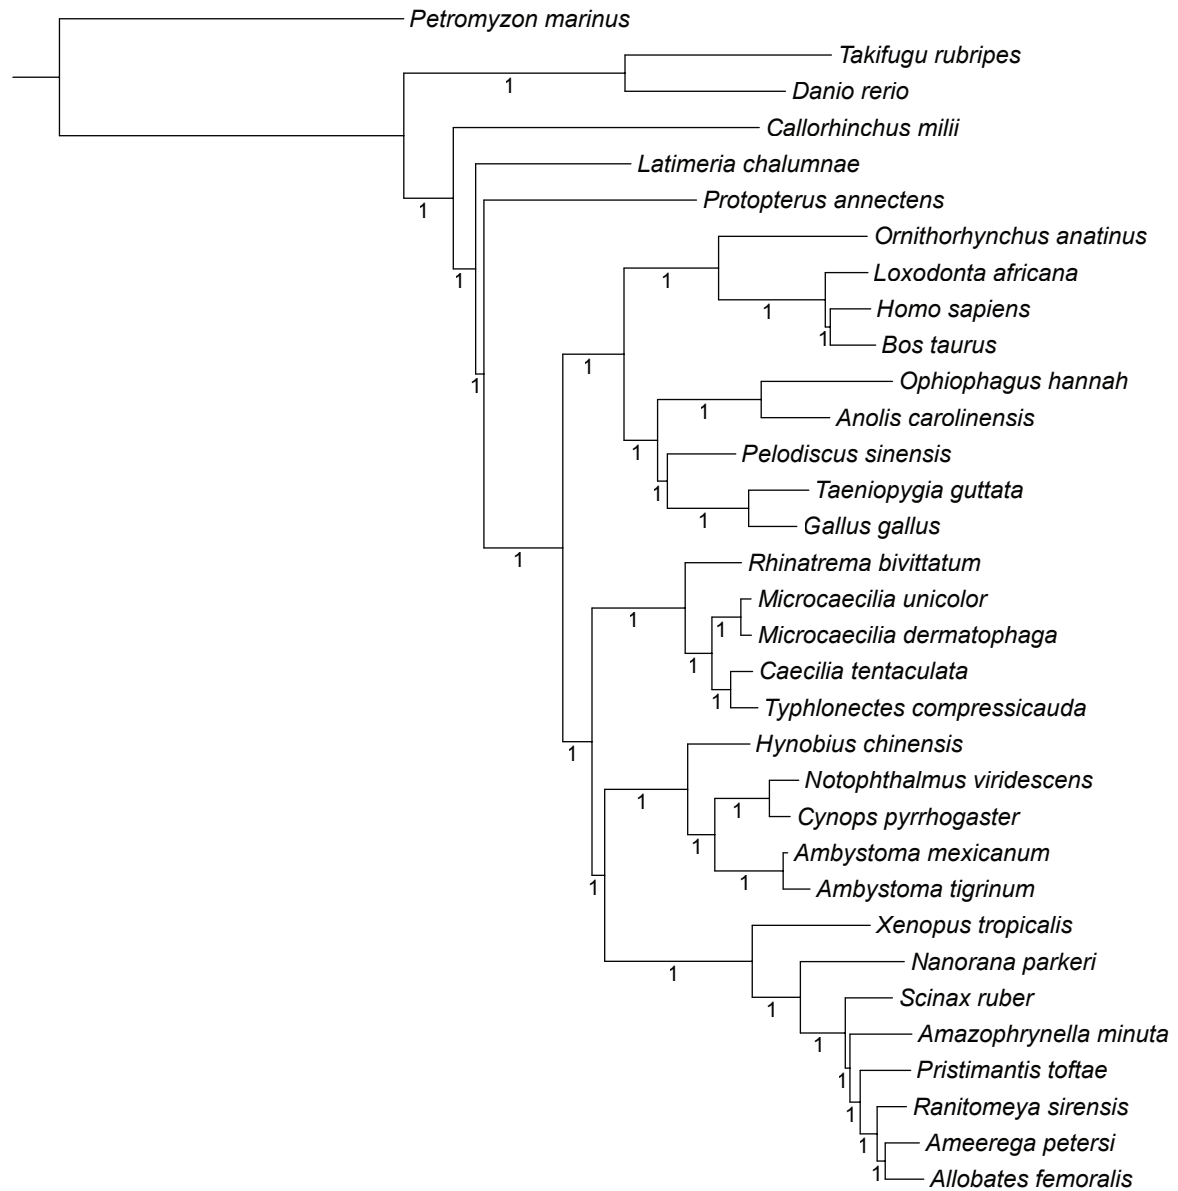 Petromyzon marinus
Takifugu rubripes
1
Danio rerio
Callorhinchus milii
Latimeria chalumnae
Protopterus annectens
1
Ornithorhynchus anatinus
Loxodonta africana
1
1
Homo sapiens
1
1
Bos taurus
1
1
Ophiophagus hannah
1
Anolis carolinensis
1
Pelodiscus sinensis
1
Taeniopygia guttata
1
Gallus gallus
1
Rhinatrema bivittatum
Microcaecilia unicolor
1
1
Microcaecilia dermatophaga
1
Caecilia tentaculata
1
Typhlonectes compressicauda
Hynobius chinensis
1
Notophthalmus viridescens
1
1
Cynops pyrrhogaster
1
Ambystoma mexicanum
1
1
Ambystoma tigrinum
Xenopus tropicalis
Nanorana parkeri
1
Scinax ruber
1
Amazophrynella minuta
1
Pristimantis toftae
1
Ranitomeya sirensis
1
Ameerega petersi
1
1
Allobates femoralis